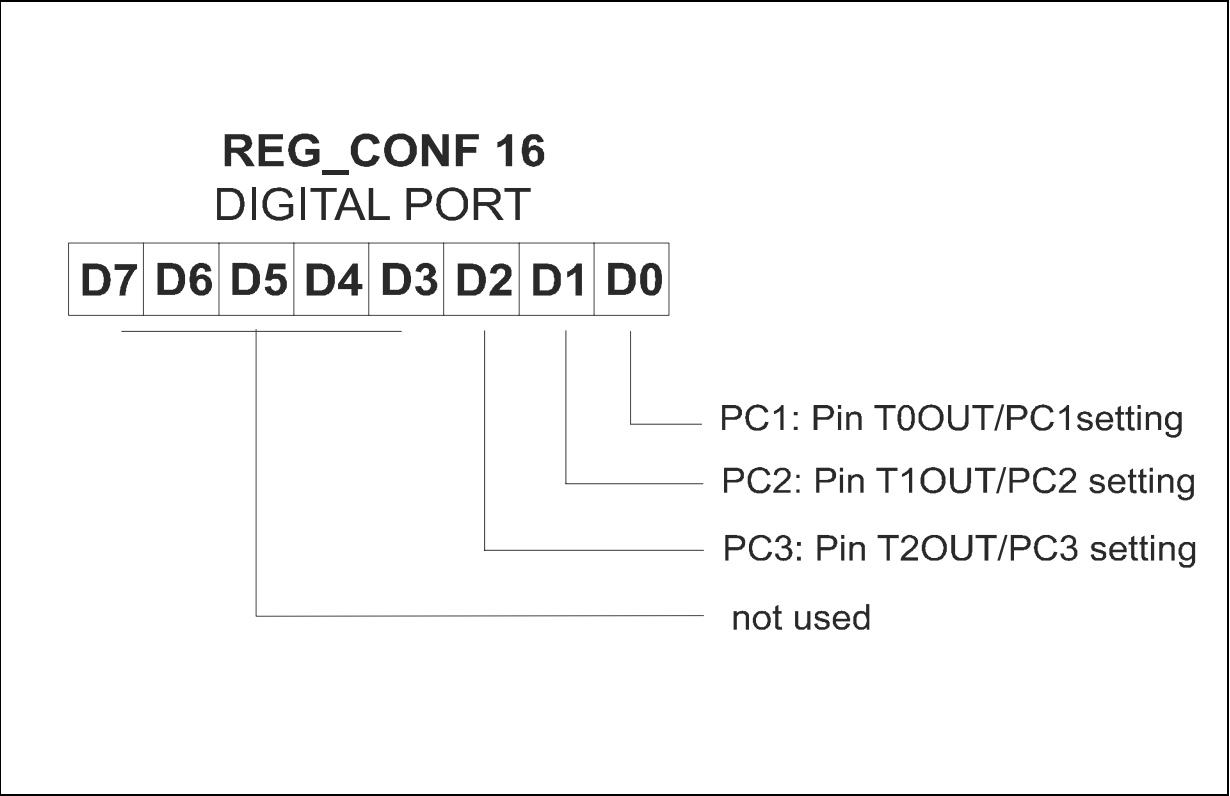 REG_CONF 16
DIGITAL PORT
D7 D6 D5 D4 D3 D2 D1 D0
PC1: Pin T0OUT/PC1setting
PC2: Pin T1OUT/PC2 setting
PC3: Pin T2OUT/PC3 setting
not used